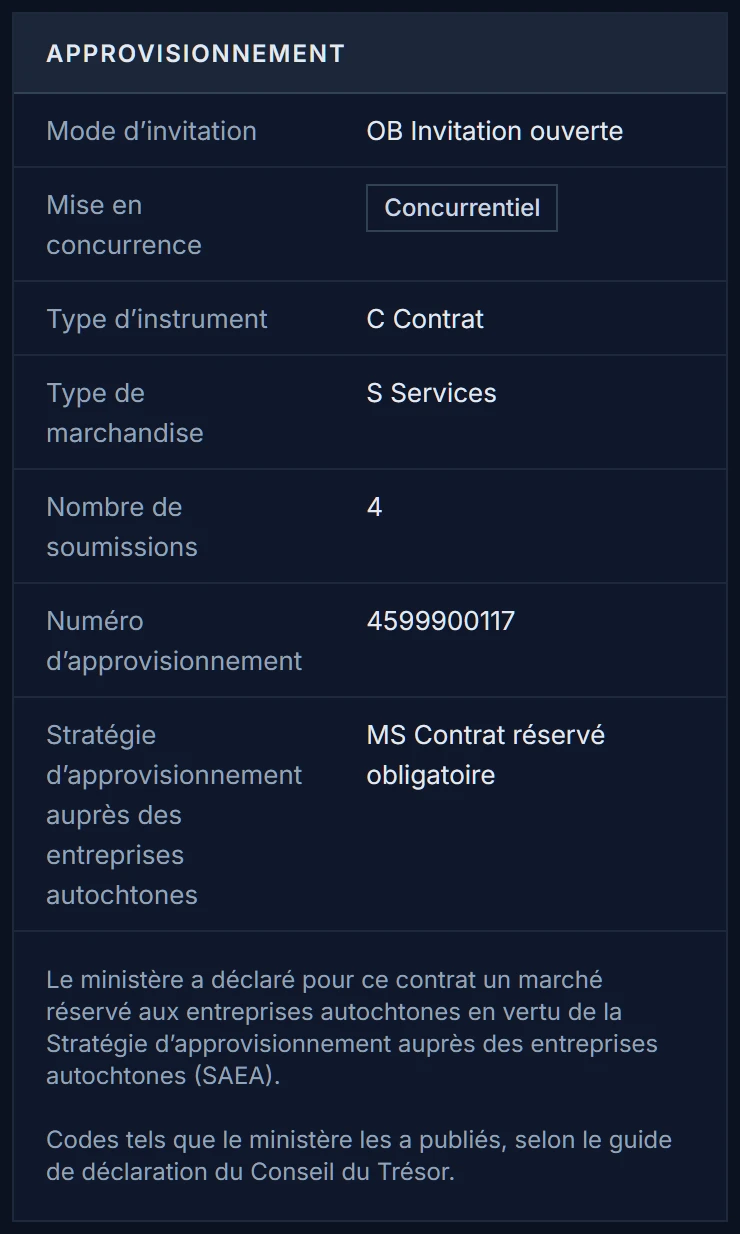 APPROVISIONNEMENT
Mode d’invitation
OB Invitation ouverte
Mise en
concurrence
Concurrentiel
Type d’instrument
C Contrat
Type de
marchandise
S Services
Nombre de
soumissions
4
Numéro
d’approvisionnement
4599900117
Stratégie
d’approvisionnement
auprès des
entreprises
autochtones
MS Contrat réservé
obligatoire
Le ministère a déclaré pour ce contrat un marché
réservé aux entreprises autochtones en vertu de la
Stratégie d’approvisionnement auprès des entreprises
autochtones (SAEA).
Codes tels que le ministère les a publiés, selon le guide
de déclaration du Conseil du Trésor.